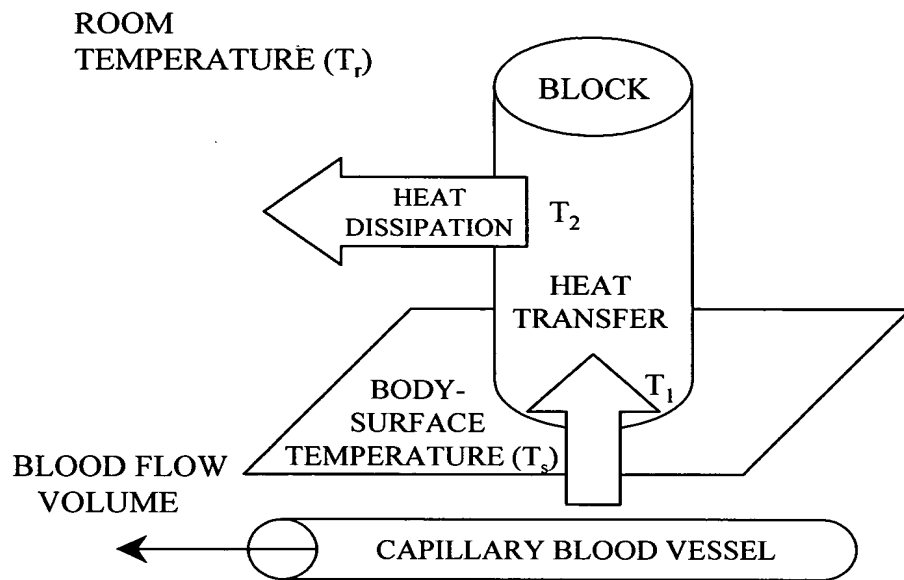 ROOM
TEMPERATURE (Tr)
BLOCK
HEAT
DISSIPATION
T2
HEAT
TRANSFER
T1
BODY-
SURFACE
TEMPERATURE (Ts)
BLOOD FLOW
VOLUME
CAPILLARY BLOOD VESSEL